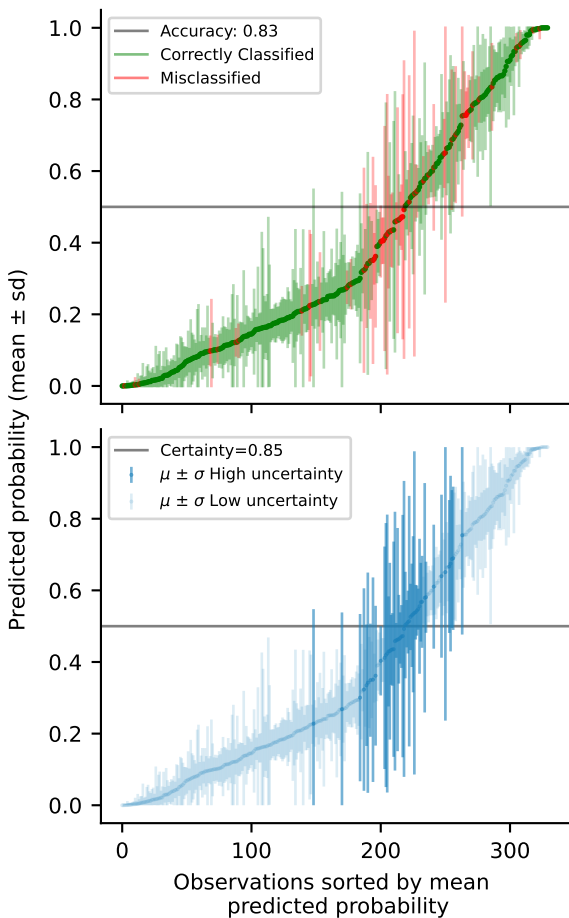 1.0
0.8
0.6
0.4
0.2
0.0
Accuracy: 0.83
Correctly Classified
Misclassified
Predicted probability (mean ± sd)
1.0
0.8
0.6
0.4
0.2
0.0
Certainty=0.85
μ ± σ High uncertainty
μ ± σ Low uncertainty
0
100
200
300
Observations sorted by mean
predicted probability